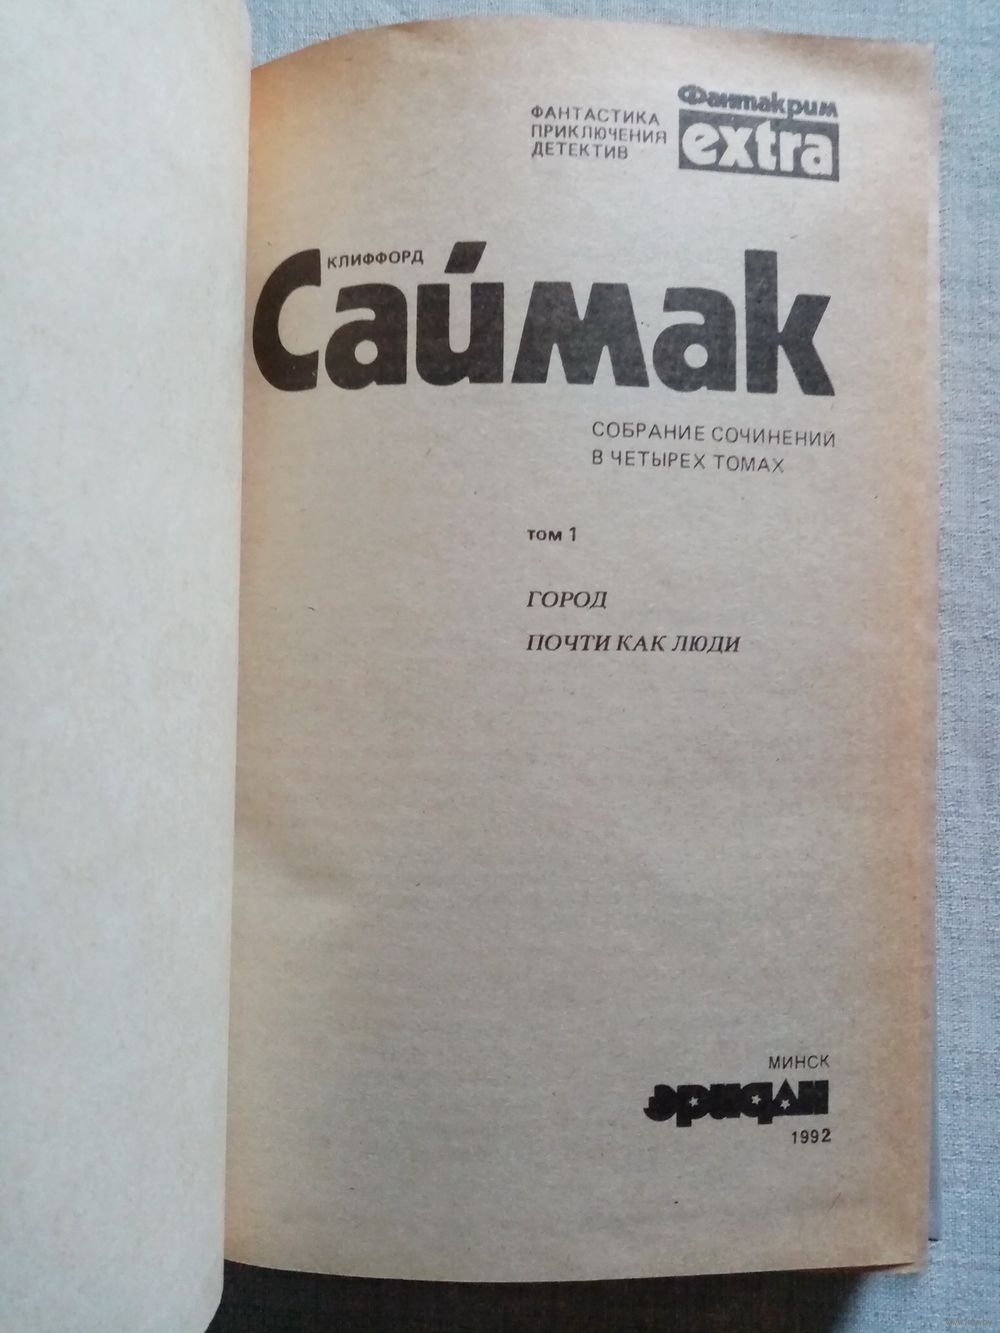 ФАНТАСТИКА
ПРИКЛЮЧЕНИЯ
ДЕТЕКТИВ
Фантакрим
extra
КЛИФФОРД
Саймак
СОБРАНИЕ СОЧИНЕНИЙ
В ЧЕТЫРЕХ ТОМАХ
том 1
ГОРОД
ПОЧТИ КАК ЛЮДИ
МИНСК
эридан
1992